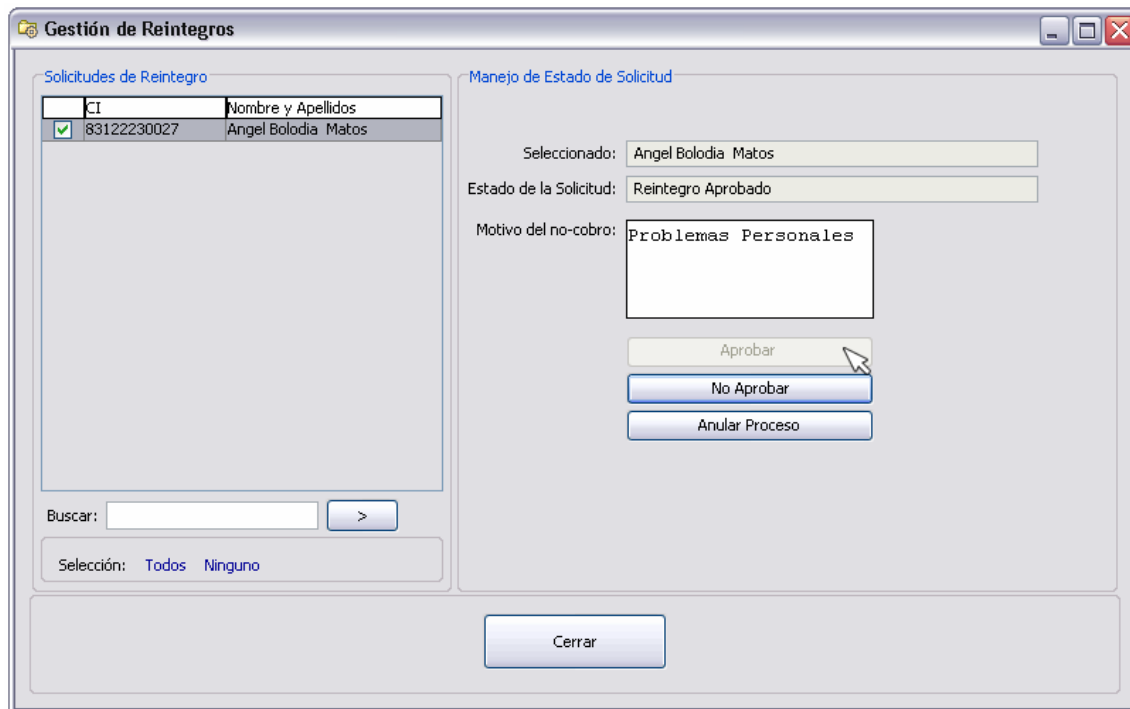 Gestión de Reintegros
Solicitudes de Reintegro
CI Nombre y Apellidos
83122230027 Angel Bolodia Matos
Buscar: >
Selección: Todos Ninguno
Manejo de Estado de Solicitud
Seleccionado: Angel Bolodia Matos
Estado de la Solicitud: Reintegro Aprobado
Motivo del no-cobro: Problemas Personales
Aprobar
No Aprobar
Anular Proceso
Cerrar